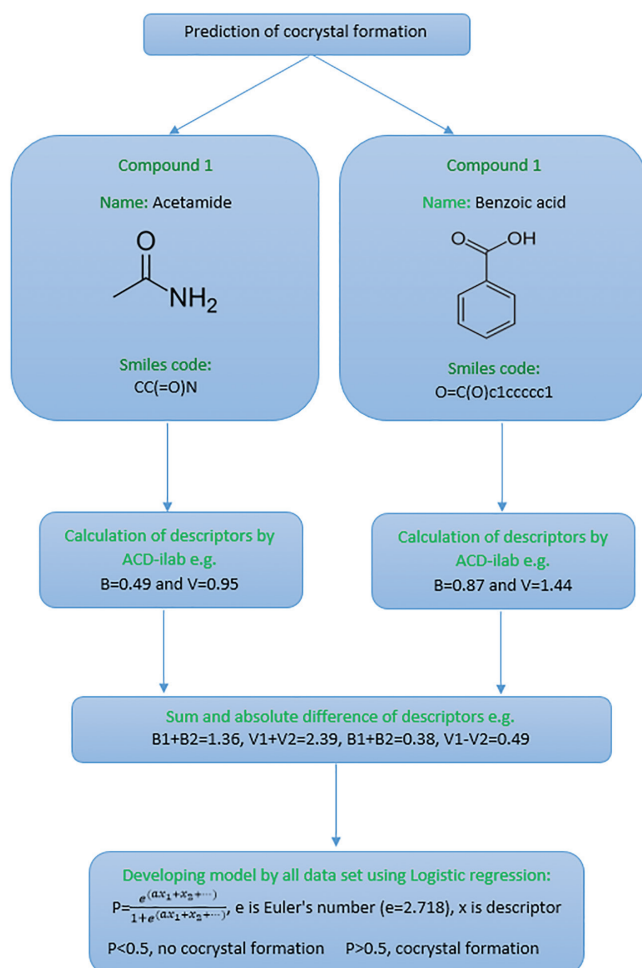 Prediction of cocrystal formation
Compound 1
Name: Acetamide
O
NH₂
Smiles code:
CC(=O)N
Compound 1
Name: Benzoic acid
O
OH
Smiles code:
O=C(O)c1ccccc1
Calculation of descriptors by
ACD-ilab e.g.
B=0.49 and V=0.95
Calculation of descriptors by
ACD-ilab e.g.
B=0.87 and V=1.44
Sum and absolute difference of descriptors e.g.
B1+B2=1.36, V1+V2=2.39, B1+B2=0.38, V1-V2=0.49
Developing model by all data set using Logistic regression:
P=e^(ax₁+x₂+⋯)/1+e^(ax₁+x₂+⋯), e is Euler's number (e=2.718), x is descriptor
P<0.5, no cocrystal formation P>0.5, cocrystal formation